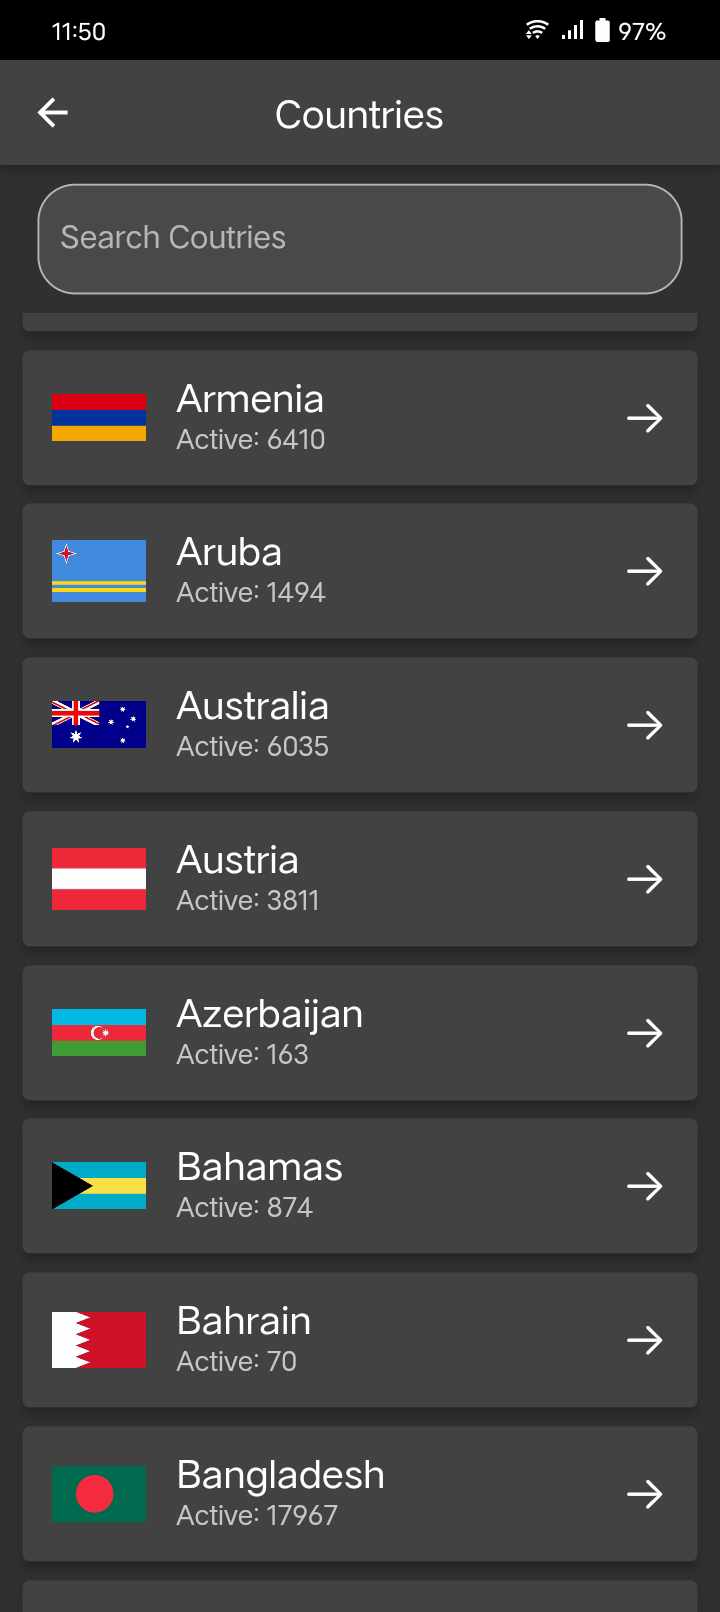 11:50
97%
Countries
Search Coutries
Armenia
Active: 6410
Aruba
Active: 1494
Australia
Active: 6035
Austria
Active: 3811
Azerbaijan
Active: 163
Bahamas
Active: 874
Bahrain
Active: 70
Bangladesh
Active: 17967